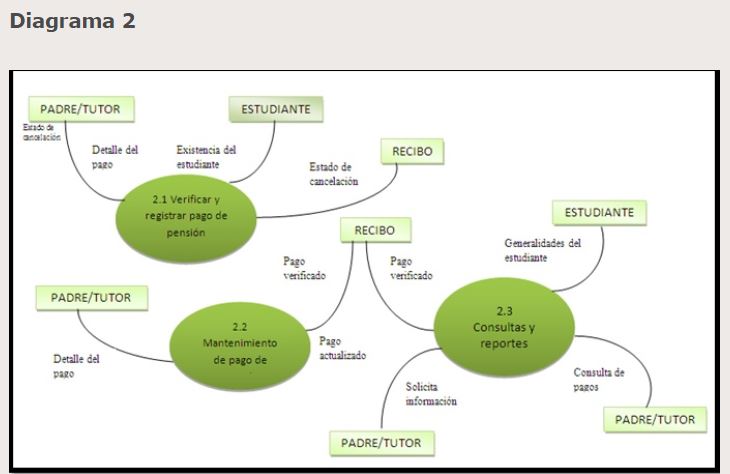 Diagrama 2
PADRE/TUTOR
Estado de
cancelación
Detalle del
pago
Existencia del
estudiante
ESTUDIANTE
RECIBO
Estado de
cancelación
2.1 Verificar y
registrar pago de
pensión
RECIBO
ESTUDIANTE
Generalidades del
estudiante
Pago
verificado
Pago
verificado
PADRE/TUTOR
2.2
Mantenimiento
de pago de
Pago
actualizado
2.3
Consultas y
reportes
Detalle del
pago
Solicita
información
Consulta de
pagos
PADRE/TUTOR
PADRE/TUTOR